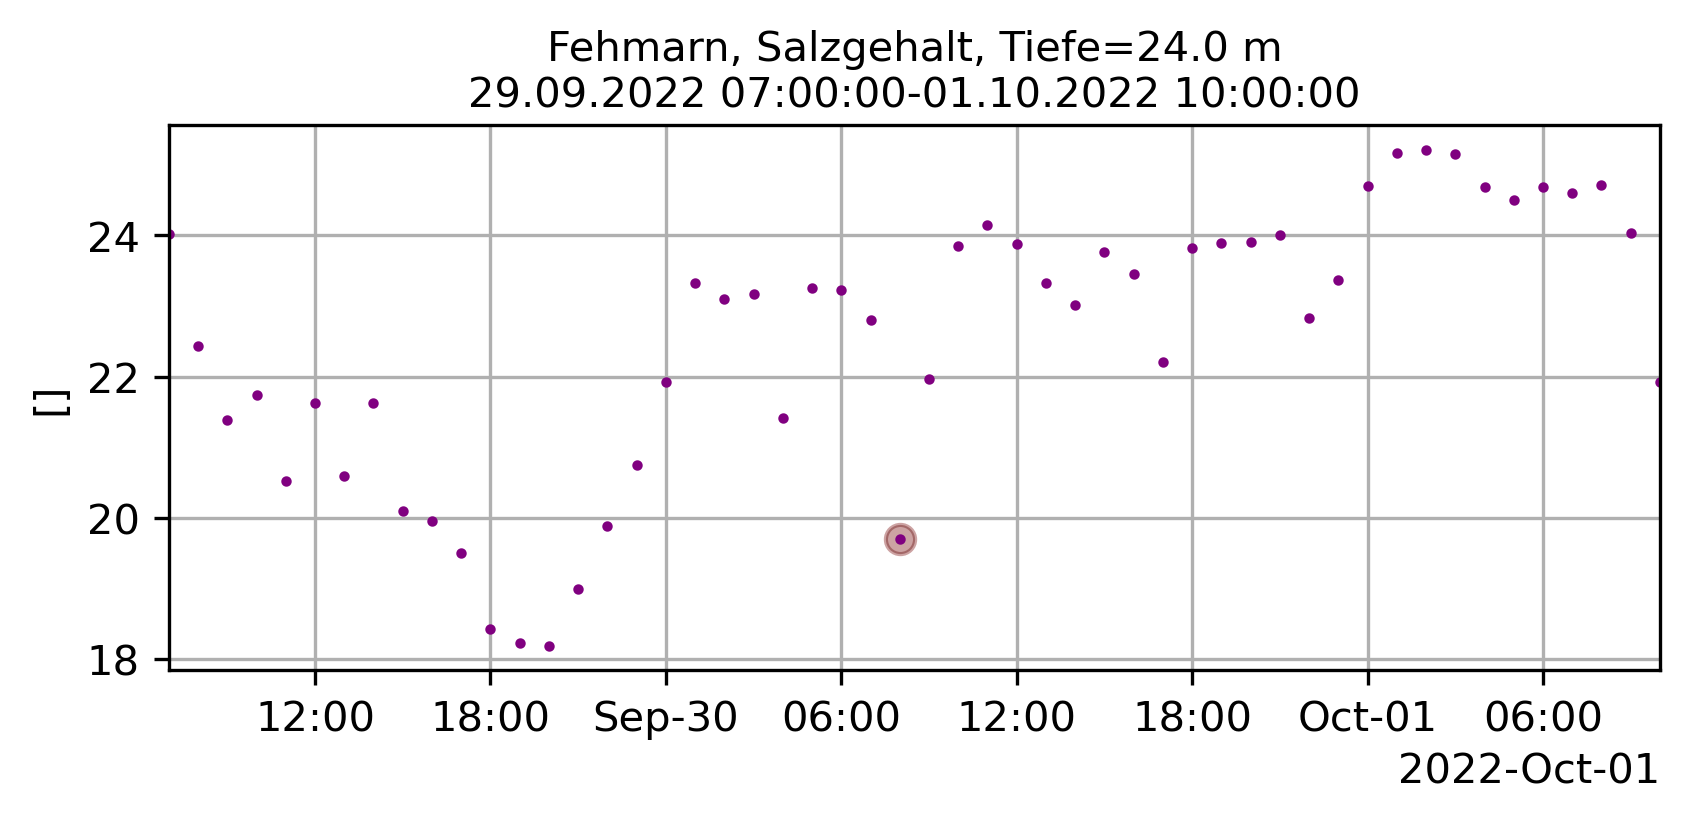 Fehmarn, Salzgehalt, Tiefe=24.0 m
29.09.2022 07:00:00-01.10.2022 10:00:00
24
22
20
18
[]
12:00 18:00 Sep-30 06:00 12:00 18:00 Oct-01 06:00
2022-Oct-01